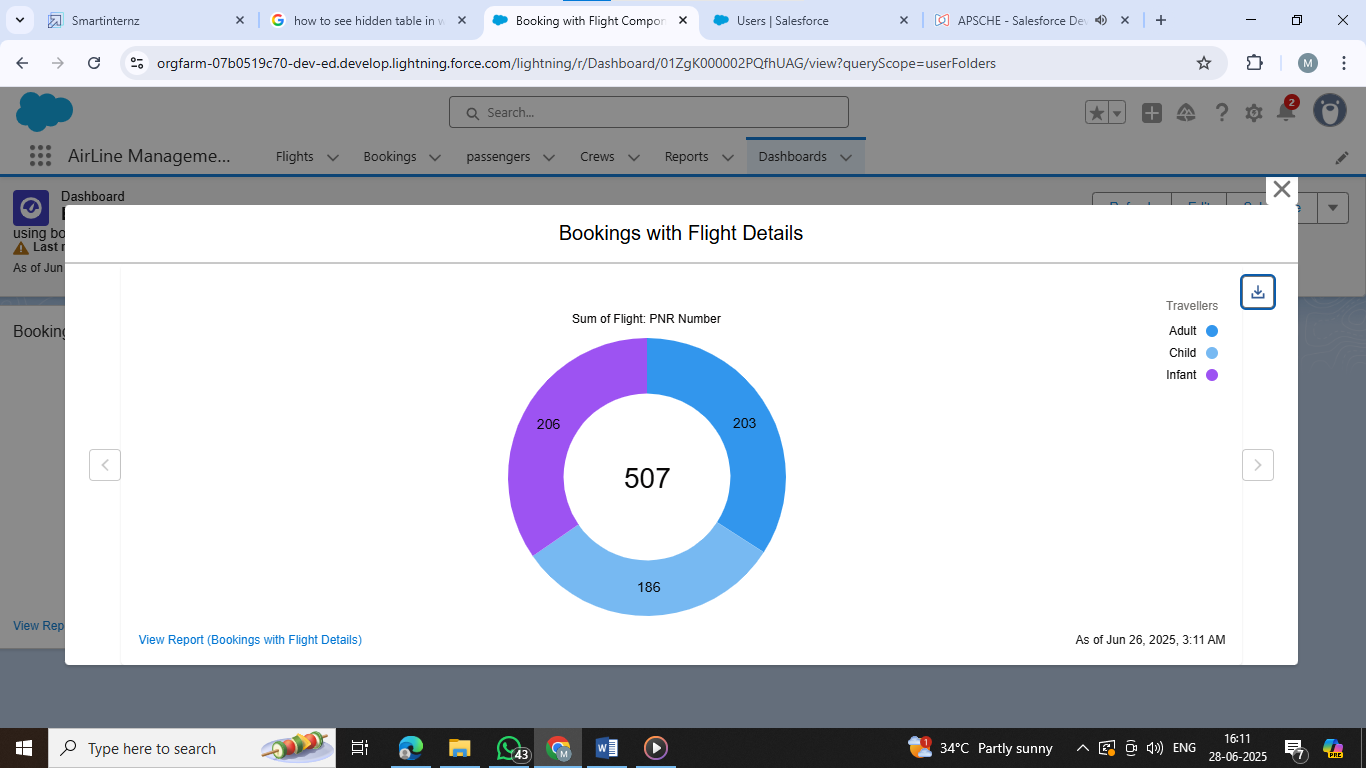 Smartinternz
how to see hidden table in w
Booking with Flight Compon
Users | Salesforce
APSCHE - Salesforce De
orgfarm-07b0519c70-dev-ed.develop.lightning.force.com/lightning/r/Dashboard/01ZgK000002PQfhUAG/view?queryScope=userFolders
M
Search...
2
AirLine Manageme...
Flights
Bookings
passengers
Crews
Reports
Dashboards
Dashboard
using bo
Last r
As of Jun
Bookings with Flight Details
Booking
Sum of Flight: PNR Number
Travellers
Adult
Child
Infant
206
203
507
186
View Rep
View Report (Bookings with Flight Details)
As of Jun 26, 2025, 3:11 AM
Type here to search
43
M
1
34°C Partly sunny
ENG
16:11
28-06-2025
7
PRE